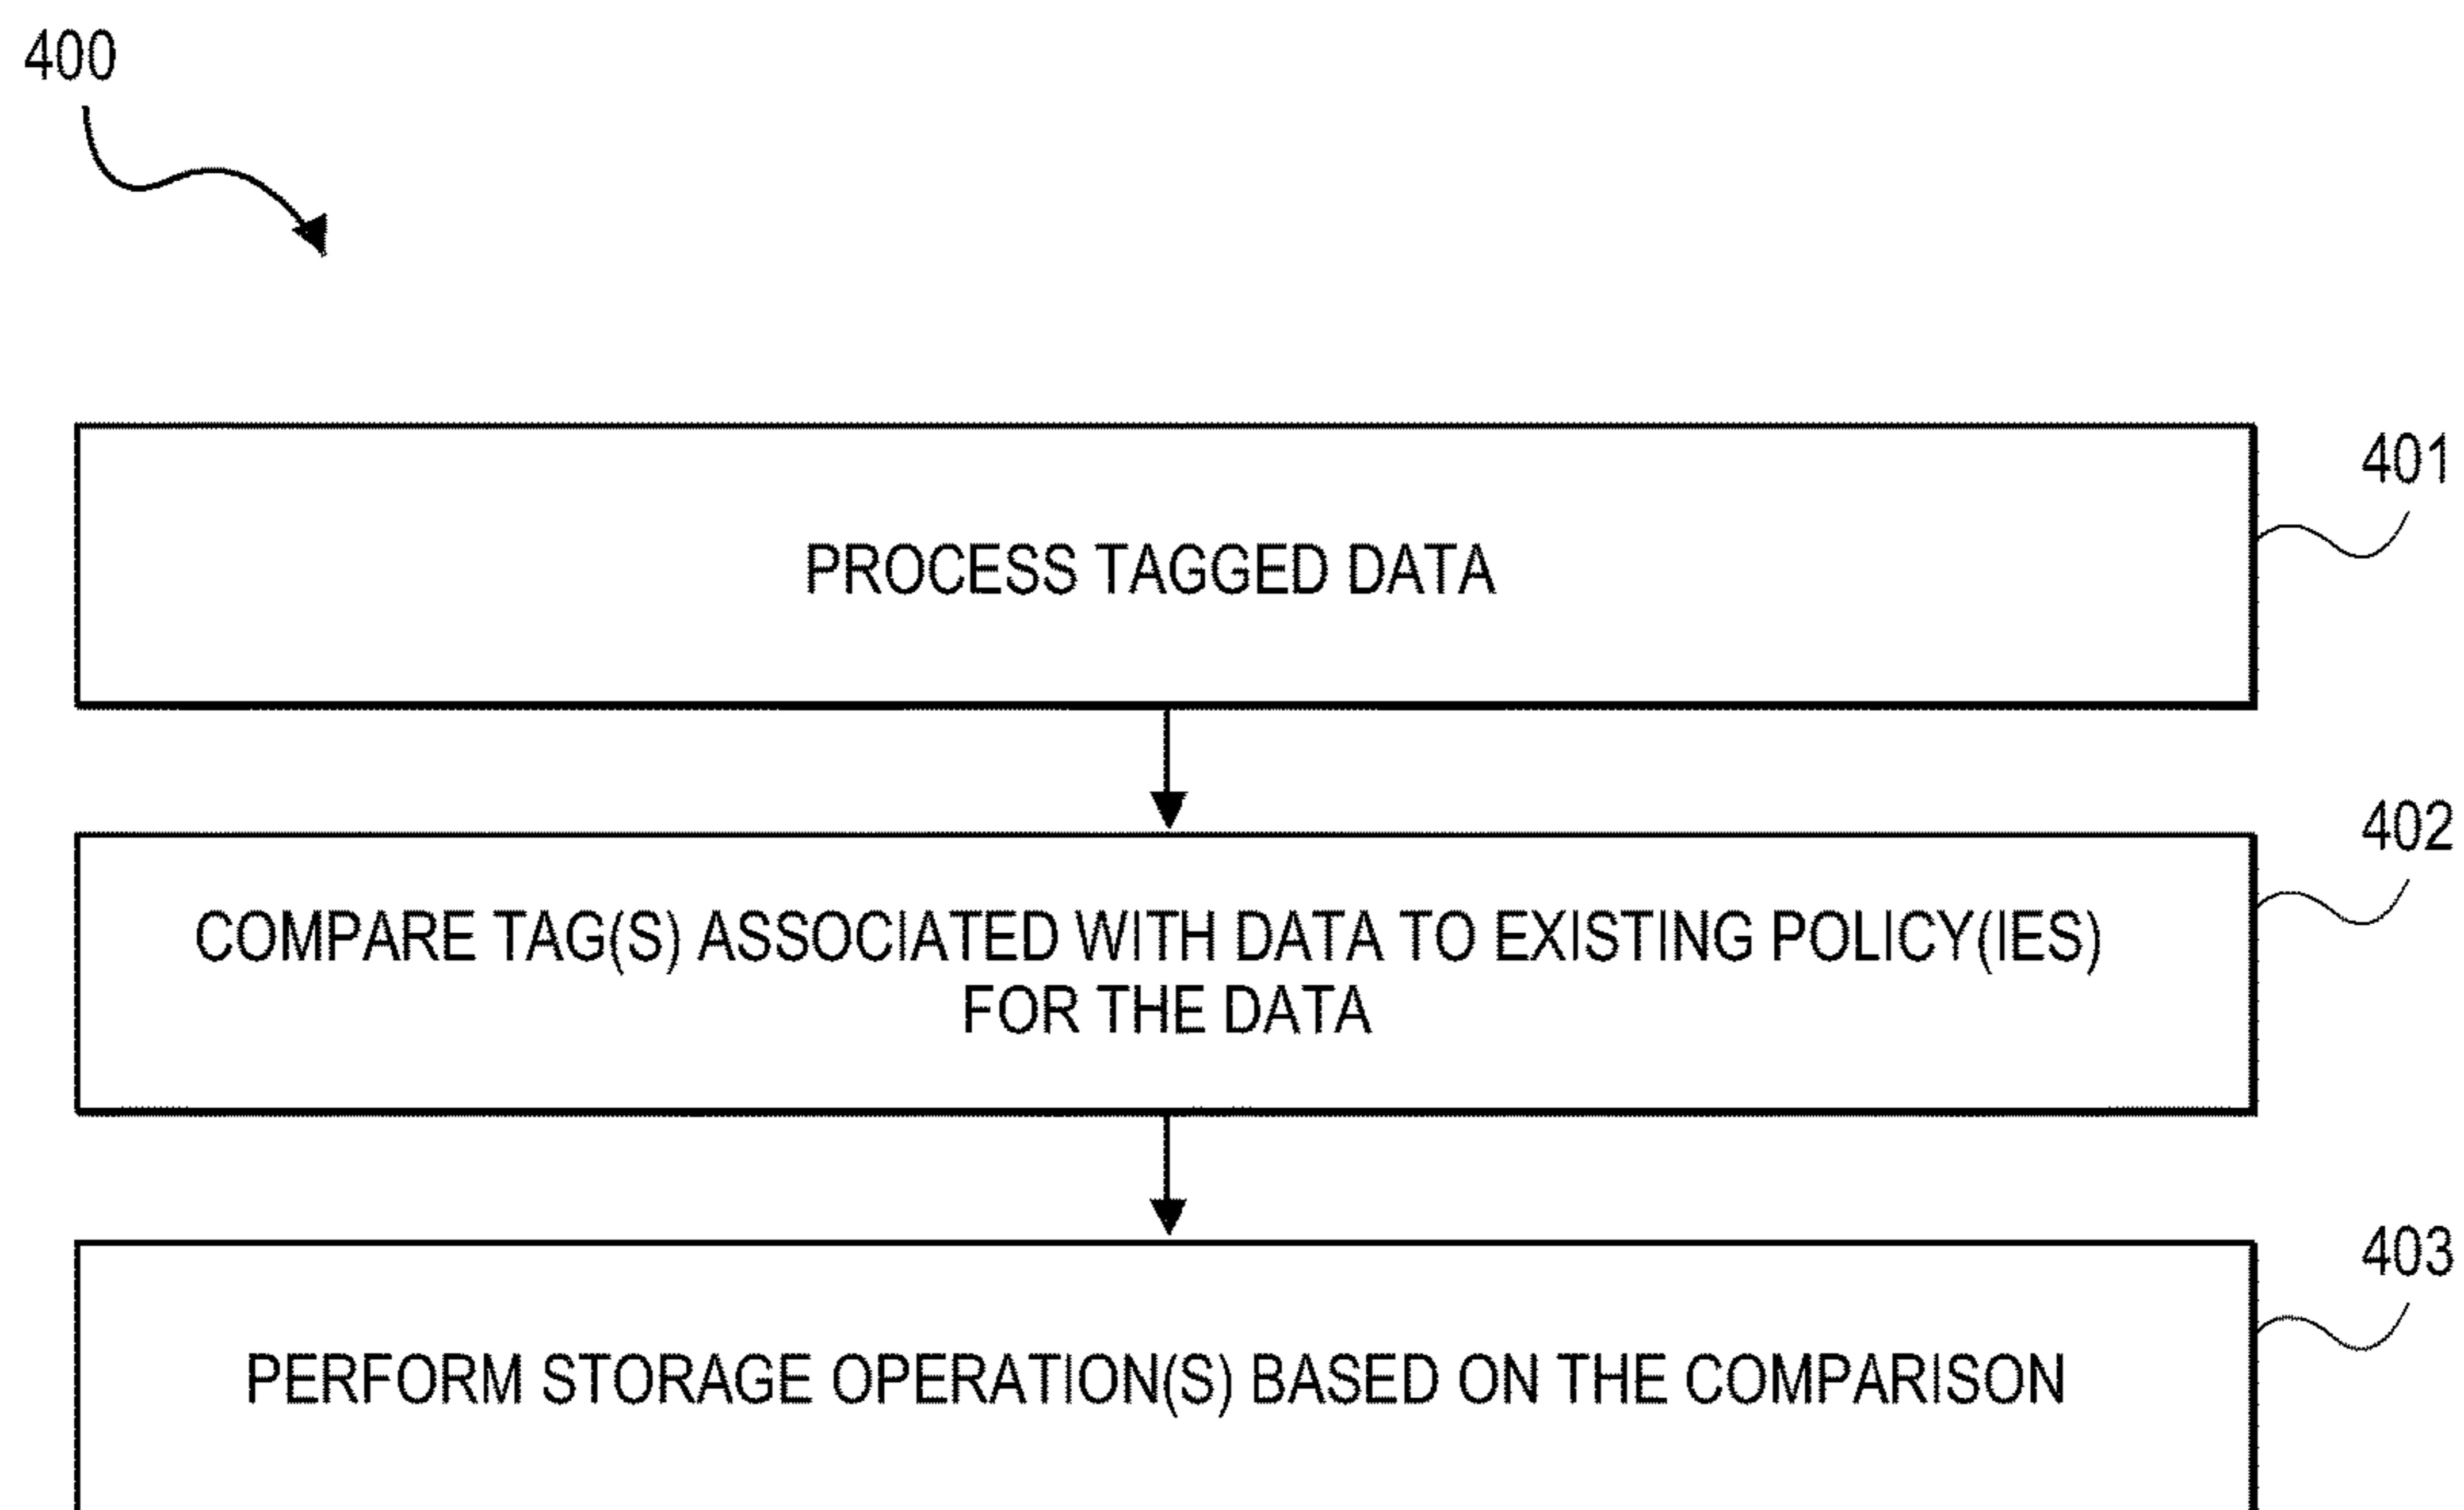 400
401
PROCESS TAGGED DATA
402
COMPARE TAG(S) ASSOCIATED WITH DATA TO EXISTING POLICY(IES)
FOR THE DATA
403
PERFORM STORAGE OPERATION(S) BASED ON THE COMPARISON